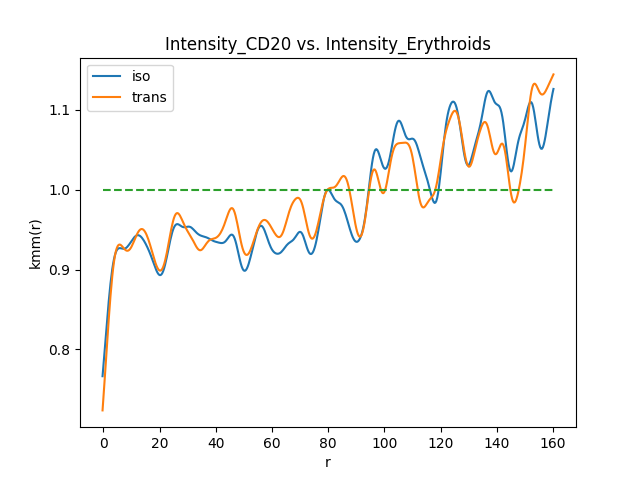 Intensity_CD20 vs. Intensity_Erythroids
iso
trans
1.1
1.0
0.9
0.8
kmm(r)
0 20 40 60 80 100 120 140 160
r